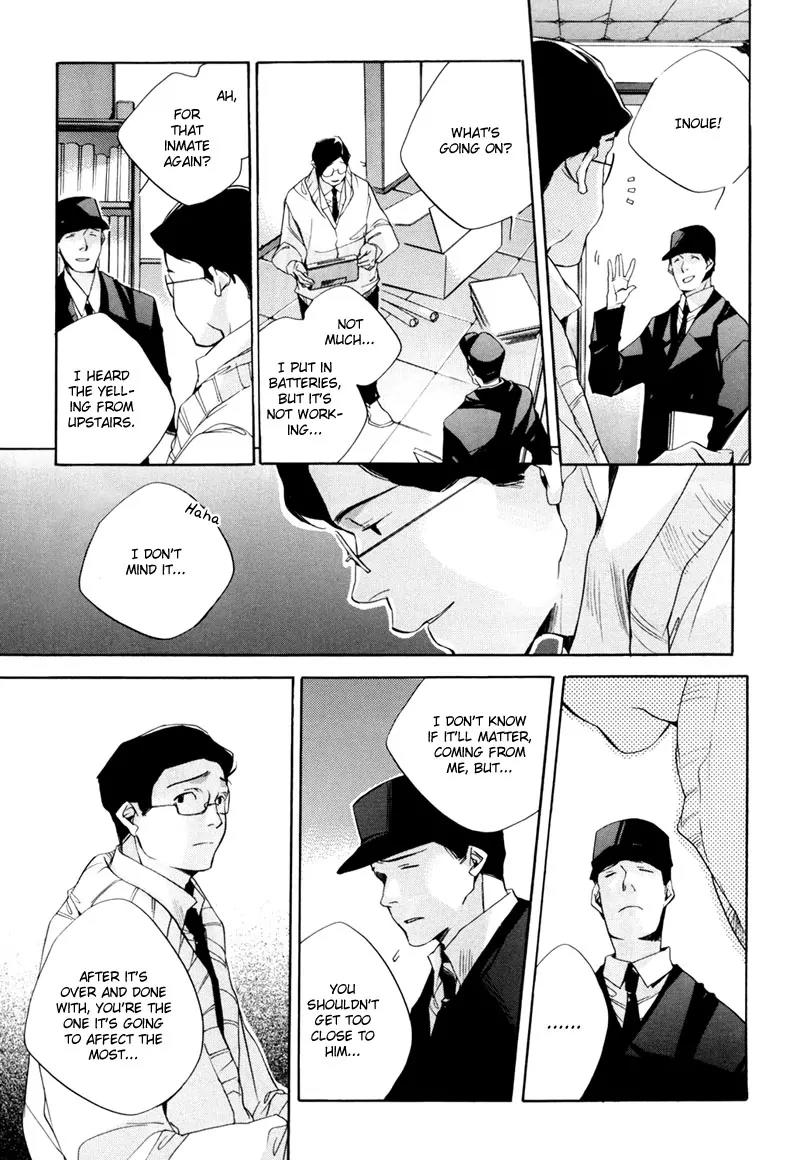 INOUE!
WHAT'S
GOING ON?
NOT
MUCH...
I PUT IN
BATTERIES,
BUT IT'S
NOT WORK-
ING...
AH,
FOR
THAT
INMATE
AGAIN?
I HEARD
THE YELL-
ING FROM
UPSTAIRS.
Haha
I DON'T
MIND IT...
......
I DON'T KNOW
IF IT'LL MATTER,
COMING FROM
ME, BUT...
YOU
SHOULDN'T
GET TOO
CLOSE TO
HIM...
AFTER IT'S
OVER AND DONE
WITH, YOU'RE THE
ONE IT'S GOING
TO AFFECT THE
MOST...